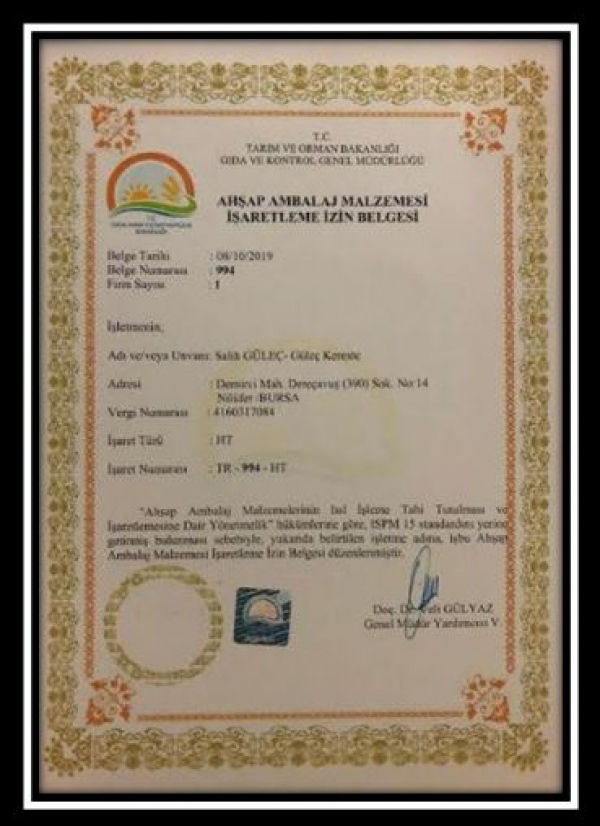 T.C.
TARIM VE ORMAN BAKANLIĞI
GIDA VE KONTROL GENEL MÜDÜRLÜĞÜ
AHŞAP AMBALAJ MALZEMESİ
İŞARETLEME İZİN BELGESİ
T.C.
Belge Tarihi : 08/10/2019
Belge Numarası : 994
Firm Sayısı : 1
İşletmenin,
Adı ve/veya Unvanı: Salih GÜLEÇ- Güleç Kereste
Adresi : Demirci Mah. Dereçavuş (390) Sok. No:14
Nilüfer /BURSA
Vergi Numarası : 4160317084
İşaret Türü : HT
İşaret Numarası : TR - 994 - HT
"Ahşap Ambalaj Malzemelerinin Isıl İşleme Tabi Tutulması ve
İşaretlenmesine Dair Yönetmelik" hükümlerine göre, ISPM 15 standardını yerine
getirmiş bulunması sebebiyle, yukarıda belirtilen işletme adına, işbu Ahşap
Ambalaj Malzemesi İşaretleme İzin Belgesi düzenlenmiştir.
Doç. Dr. Veli GÜLYAZ
Genel Müdür Yardımcısı V.